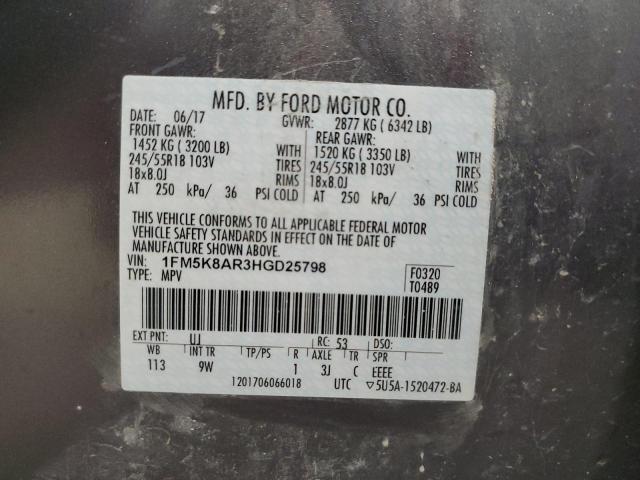 MFD. BY FORD MOTOR CO.
DATE: 06/17 GVWR: 2877 KG ( 6342 LB)
FRONT GAWR: REAR GAWR:
1452 KG ( 3200 LB) WITH 1520 KG ( 3350 LB) WITH
245/55R18 103V TIRES 245/55R18 103V TIRES
18x8.0J RIMS 18x8.0J RIMS
AT 250 kPa/ 36 PSI COLD AT 250 kPa/ 36 PSI COLD
THIS VEHICLE CONFORMS TO ALL APPLICABLE FEDERAL MOTOR
VEHICLE SAFETY STANDARDS IN EFFECT ON THE DATE OF
MANUFACTURE SHOWN ABOVE.
VIN: 1FM5K8AR3HGD25798 F0320
TYPE: MPV T0489
EXT PNT: UJ RC: 53 DSO:
WB INT TR TP/PS R AXLE TR SPR
113 9W 1 3J C EEEE
1201706066018 UTC ▽5U5A-1520472-BA